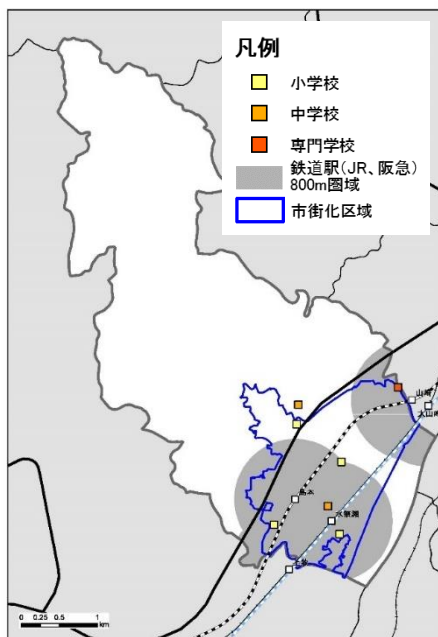 凡例
小学校
中学校
専門学校
鉄道駅(JR、阪急)
800m圏域
市街化区域
山崎
大山崎
島本
水無瀬
上牧
0 0.25 0.5 1
km